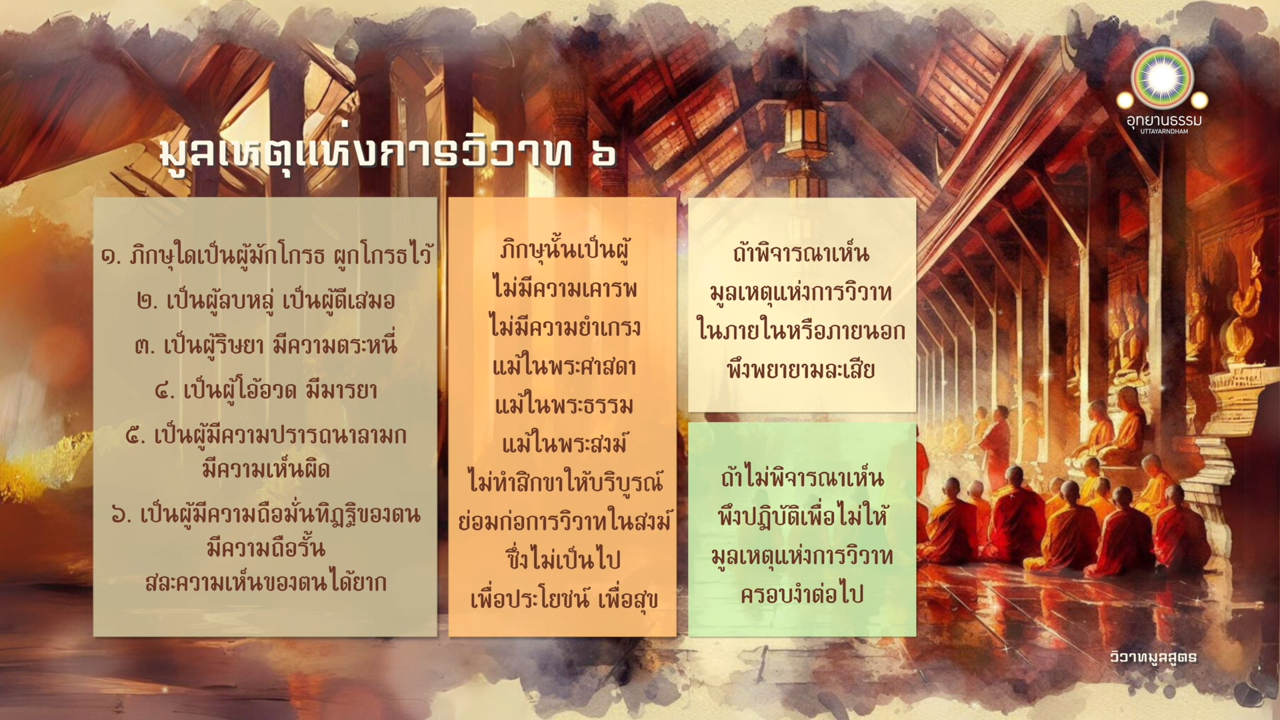 อุทยานธรรม
UTTAYARNDHAM
มูลเหตุแห่งการวิวาท ๖
๑. ภิกษุใดเป็นผู้มักโกรธ ผูกโกรธไว้
๒. เป็นผู้ลบหลู่ เป็นผู้ตีเสมอ
๓. เป็นผู้ริษยา มีความตระหนี่
๔. เป็นผู้โอ้อวด มีมารยา
๕. เป็นผู้มีความปรารถนาลามก
มีความเห็นผิด
๖. เป็นผู้มีความถือมั่นทิฏฐิของตน
มีความถือรั้น
สละความเห็นของตนได้ยาก
ภิกษุนั้นเป็นผู้
ไม่มีความเคารพ
ไม่มีความยำเกรง
แม้ในพระศาสดา
แม้ในพระธรรม
แม้ในพระสงฆ์
ไม่ทำสิกขาให้บริบูรณ์
ย่อมก่อการวิวาทในสงฆ์
ซึ่งไม่เป็นไป
เพื่อประโยชน์ เพื่อสุข
ถ้าพิจารณาเห็น
มูลเหตุแห่งการวิวาท
ในภายในหรือภายนอก
พึงพยายามละเสีย
ถ้าไม่พิจารณาเห็น
พึงปฏิบัติเพื่อไม่ให้
มูลเหตุแห่งการวิวาท
ครอบงำต่อไป
วิวาทมูลสูตร